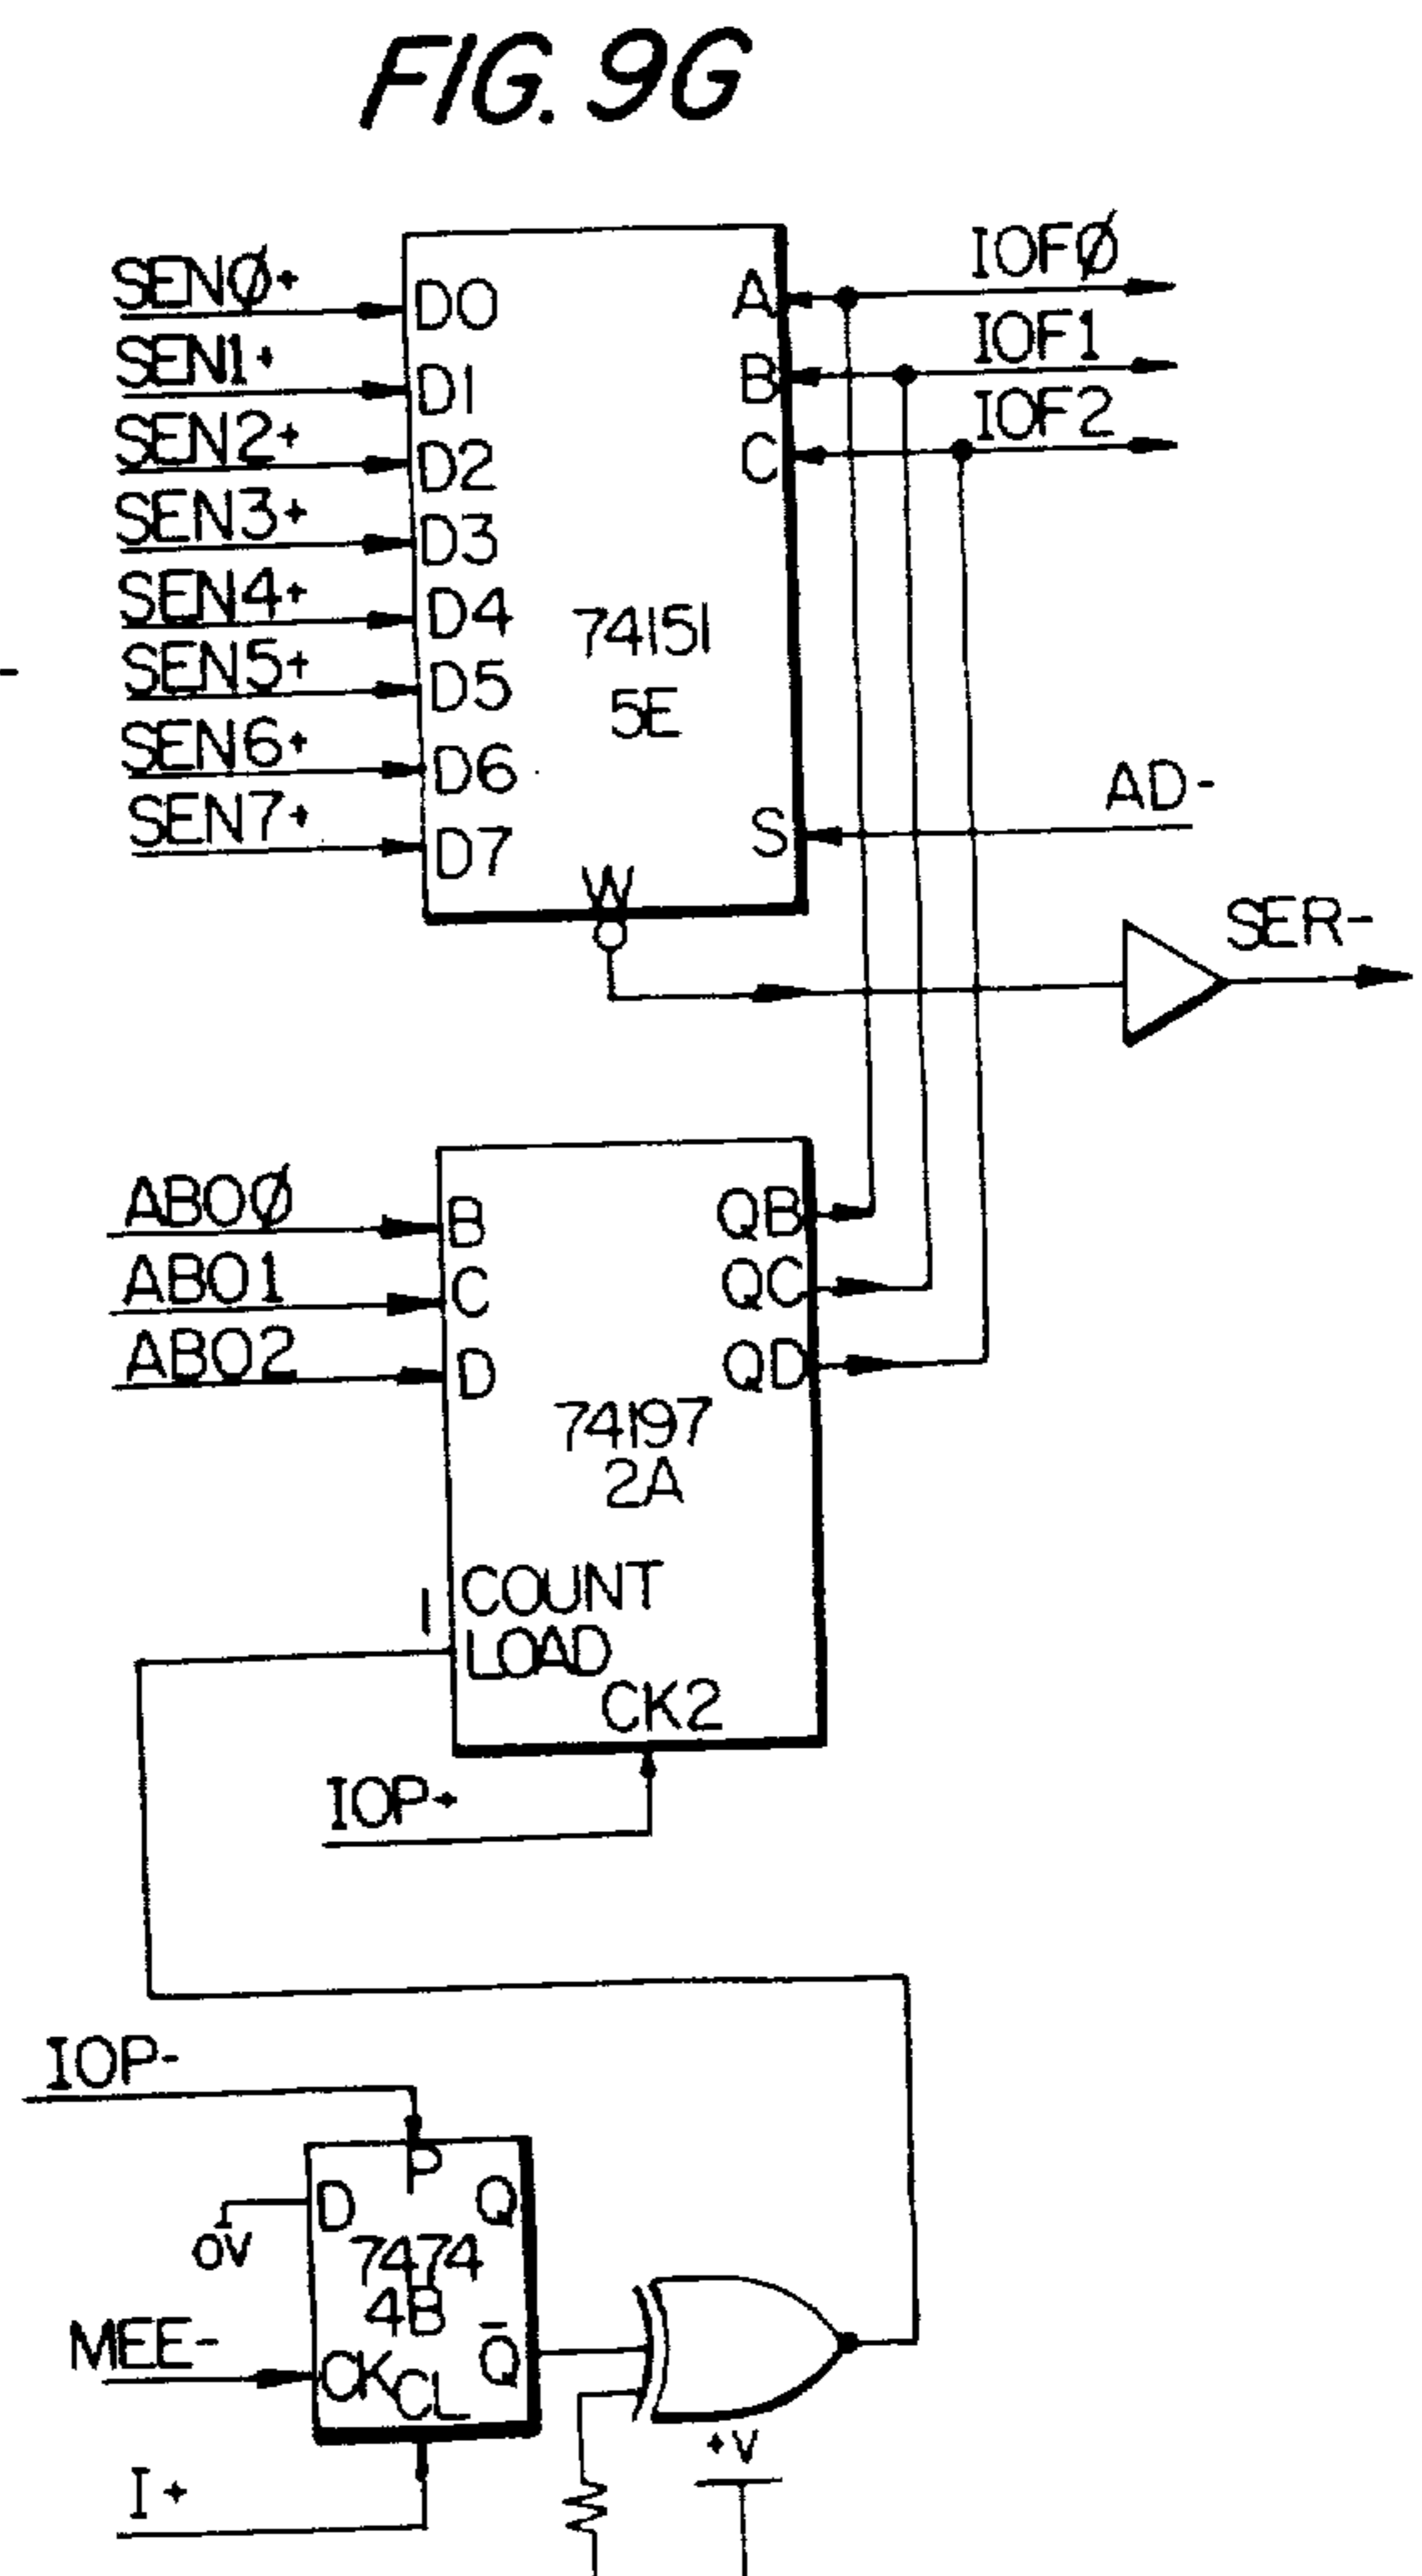 FIG. 9G
SENØ+
SEN1+
SEN2+
SEN3+
SEN4+
SEN5+
SEN6+
SEN7+
D0
D1
D2
D3
D4
D5
D6
D7
74151
5E
A
B
C
S
W
IOFØ
IOF1
IOF2
AD-
SER-
ABOØ
ABO1
ABO2
B
C
D
QB
QC
QD
74197
2A
COUNT
LOAD
CK2
IOP+
IOP-
P
D
Q
0V
7474
4B
MEE-
CK
CL
Q̅
I+
+V